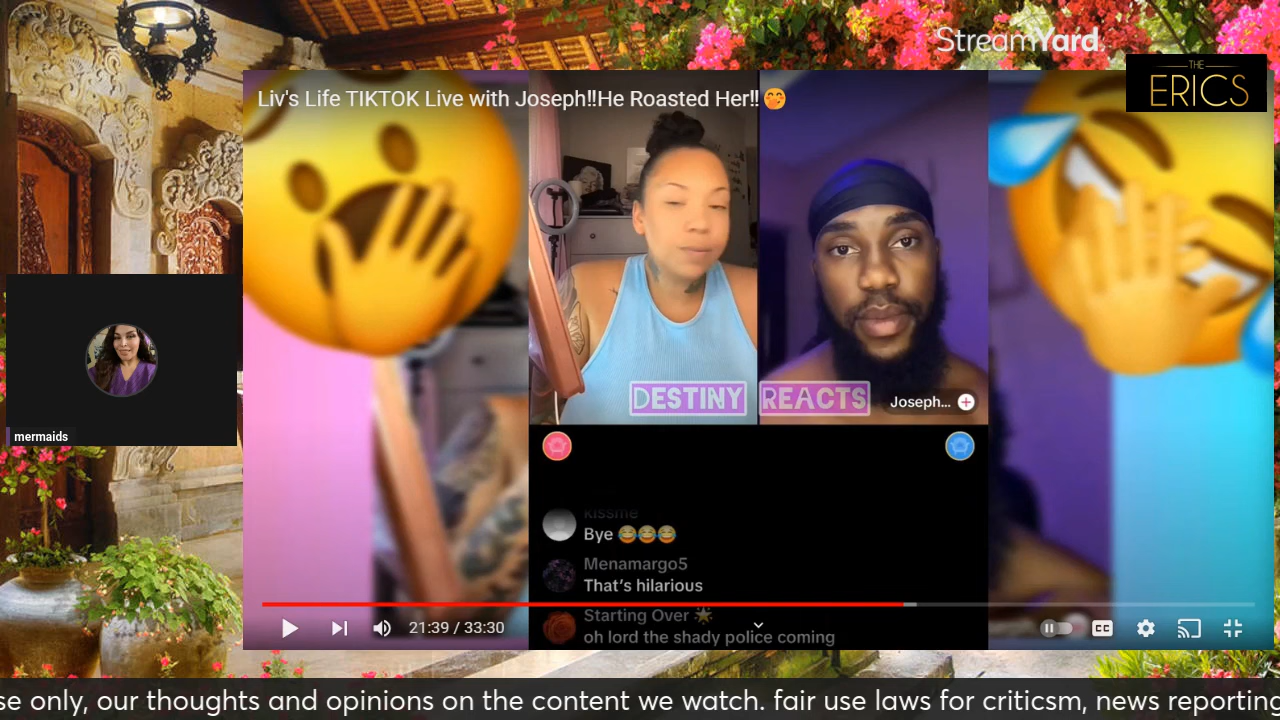 StreamYard
THE
ERICS
Liv's Life TIKTOK Live with Joseph!!He Roasted Her!!🤭
DESTINY REACTS
Joseph...
mermaids
kissme
Bye 😂😂😂
Menamargo5
That's hilarious
Starting Over 🌟
oh lord the shady police coming
21:39 / 33:30
CC
se only, our thoughts and opinions on the content we watch. fair use laws for criticsm, news reporting